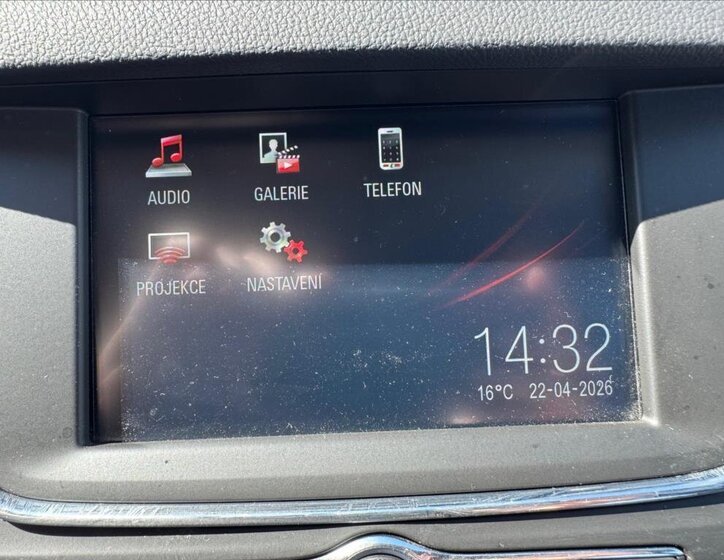 AUDIO GALERIE TELEFON
PROJEKCE NASTAVENÍ
14:32
16°C 22-04-2026